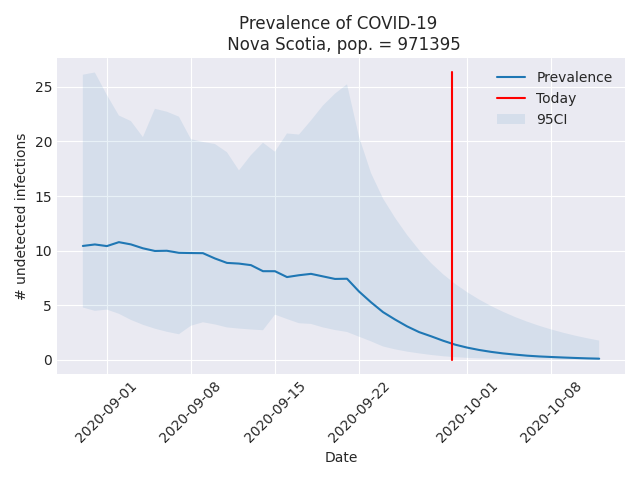 Prevalence of COVID-19
Nova Scotia, pop. = 971395
Prevalence
Today
95CI
# undetected infections
25
20
15
10
5
0
2020-09-01
2020-09-08
2020-09-15
2020-09-22
2020-10-01
2020-10-08
Date